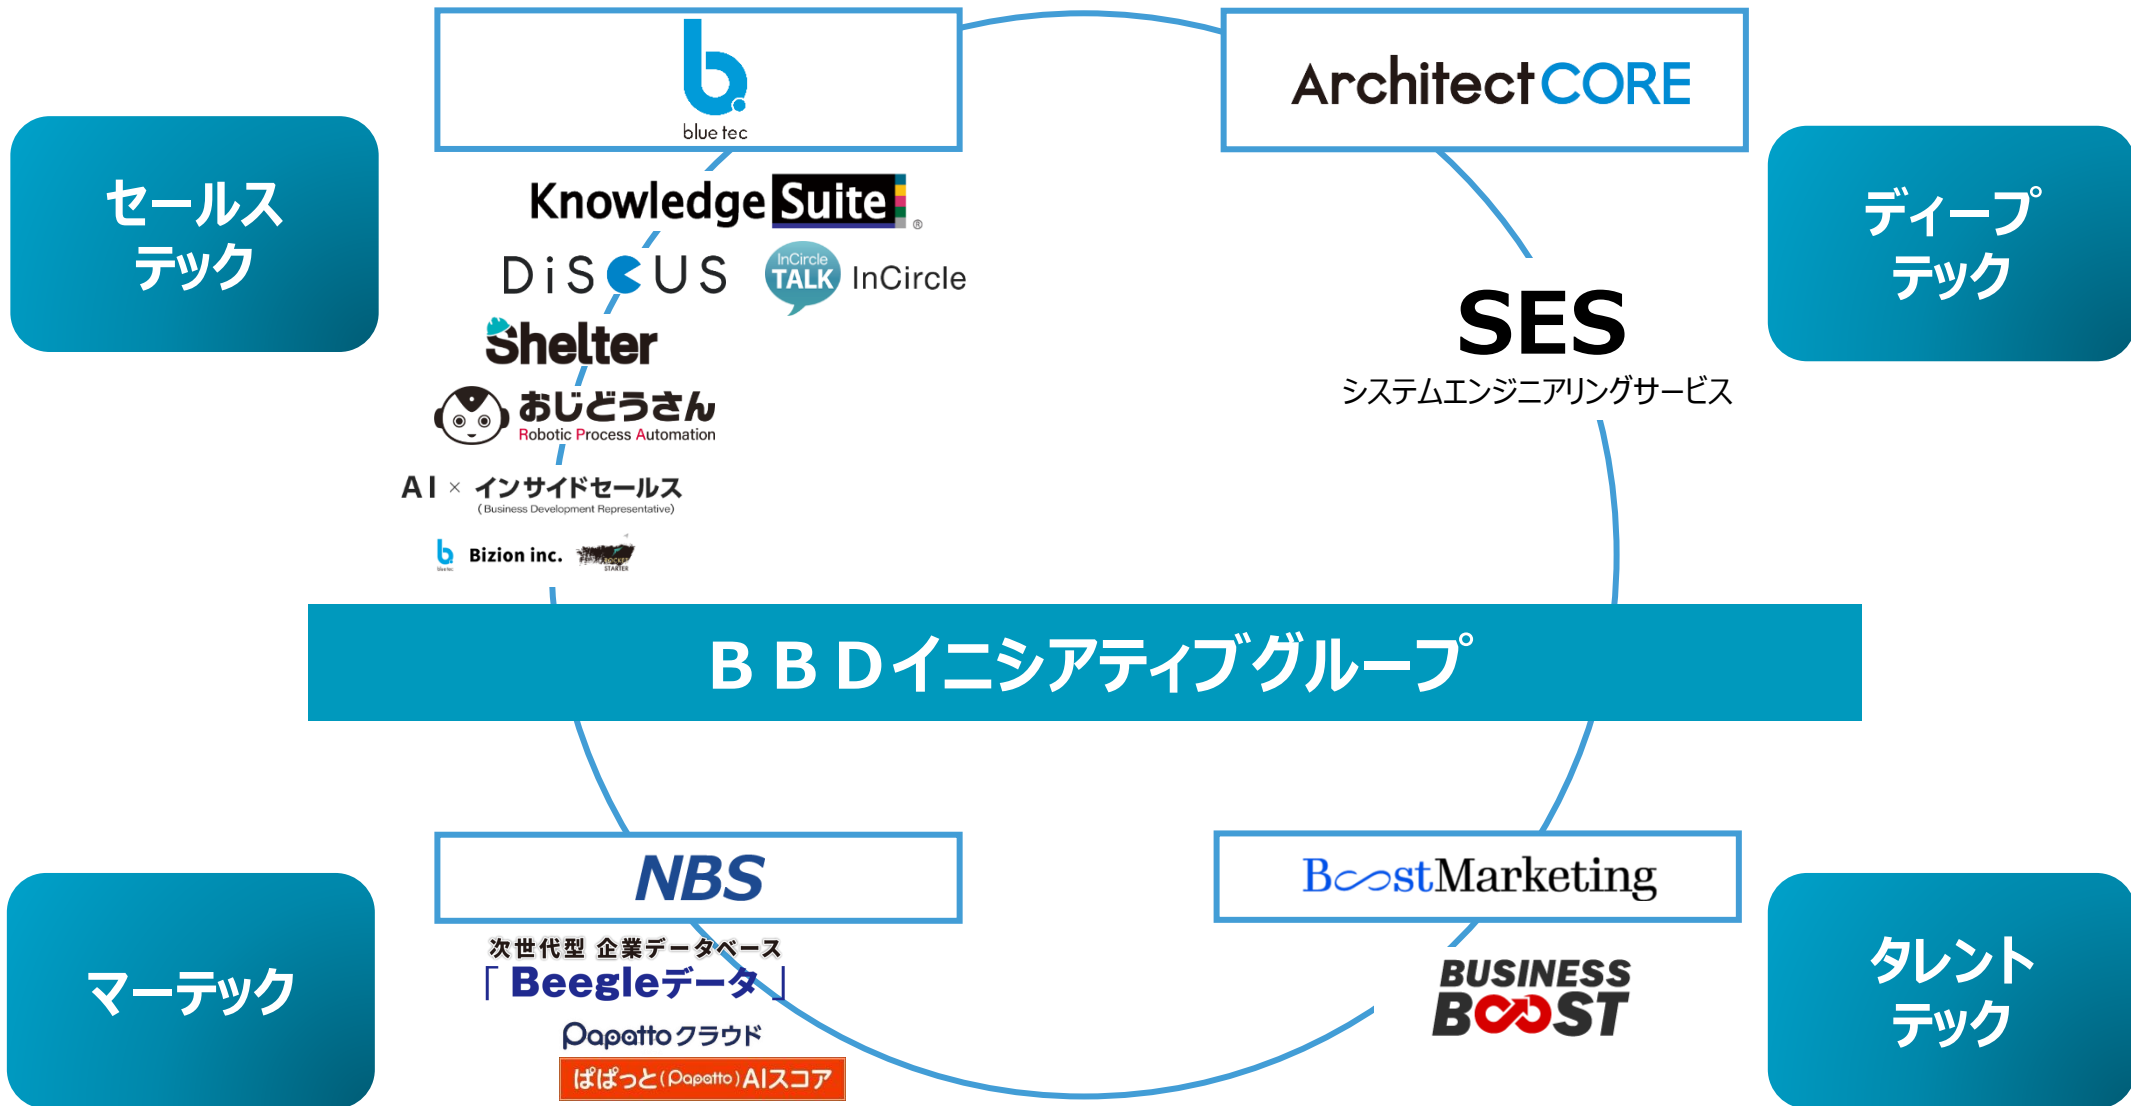 blue tec
ArchitectCORE
セールス
テック
ディープ
テック
Knowledge Suite ®
DiSCUS
InCircle
TALK
InCircle
Shelter
おじどうさん
Robotic Process Automation
SES
システムエンジニアリングサービス
AI × インサイドセールス
(Business Development Representative)
blue tec
Bizion inc.
STARTER
ＢＢＤイニシアティブグループ
NBS
BoostMarketing
マーテック
タレント
テック
次世代型 企業データベース
「Beegleデータ」
Papattoクラウド
ぱぱっと(Papatto)AIスコア
BUSINESS
BOOST